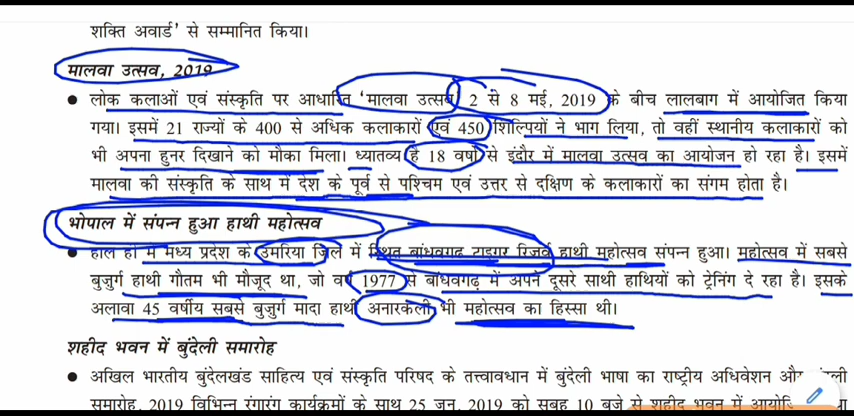 शक्ति अवार्ड’ से सम्मानित किया।
मालवा उत्सव, 2019
● लोक कलाओं एवं संस्कृति पर आधारित ‘मालवा उत्सव’ 2 से 8 मई, 2019 के बीच लालबाग में आयोजित किया
गया। इसमें 21 राज्यों के 400 से अधिक कलाकारों एवं 450 शिल्पियों ने भाग लिया, तो वहीं स्थानीय कलाकारों को
भी अपना हुनर दिखाने को मौका मिला। ध्यातव्य है 18 वर्षों से इंदौर में मालवा उत्सव का आयोजन हो रहा है। इसमें
मालवा की संस्कृति के साथ में देश के पूर्व से पश्चिम एवं उत्तर से दक्षिण के कलाकारों का संगम होता है।
भोपाल में संपन्न हुआ हाथी महोत्सव
● हाल ही में मध्य प्रदेश के उमरिया जिले में स्थित बांधवगढ़ टाइगर रिजर्व हाथी महोत्सव संपन्न हुआ। महोत्सव में सबसे
बुजुर्ग हाथी गौतम भी मौजूद था, जो वर्ष 1977 से बांधवगढ़ में अपने दूसरे साथी हाथियों को ट्रेनिंग दे रहा है। इसके
अलावा 45 वर्षीय सबसे बुजुर्ग मादा हाथी अनारकली भी महोत्सव का हिस्सा थी।
शहीद भवन में बुंदेली समारोह
● अखिल भारतीय बुंदेलखंड साहित्य एवं संस्कृति परिषद के तत्त्वावधान में बुंदेली भाषा का राष्ट्रीय अधिवेशन और
समारोह, 2019 विभिन्न रंगारंग कार्यक्रमों के साथ 25 जून, 2019 को सुबह 10 बजे से शहीद भवन में